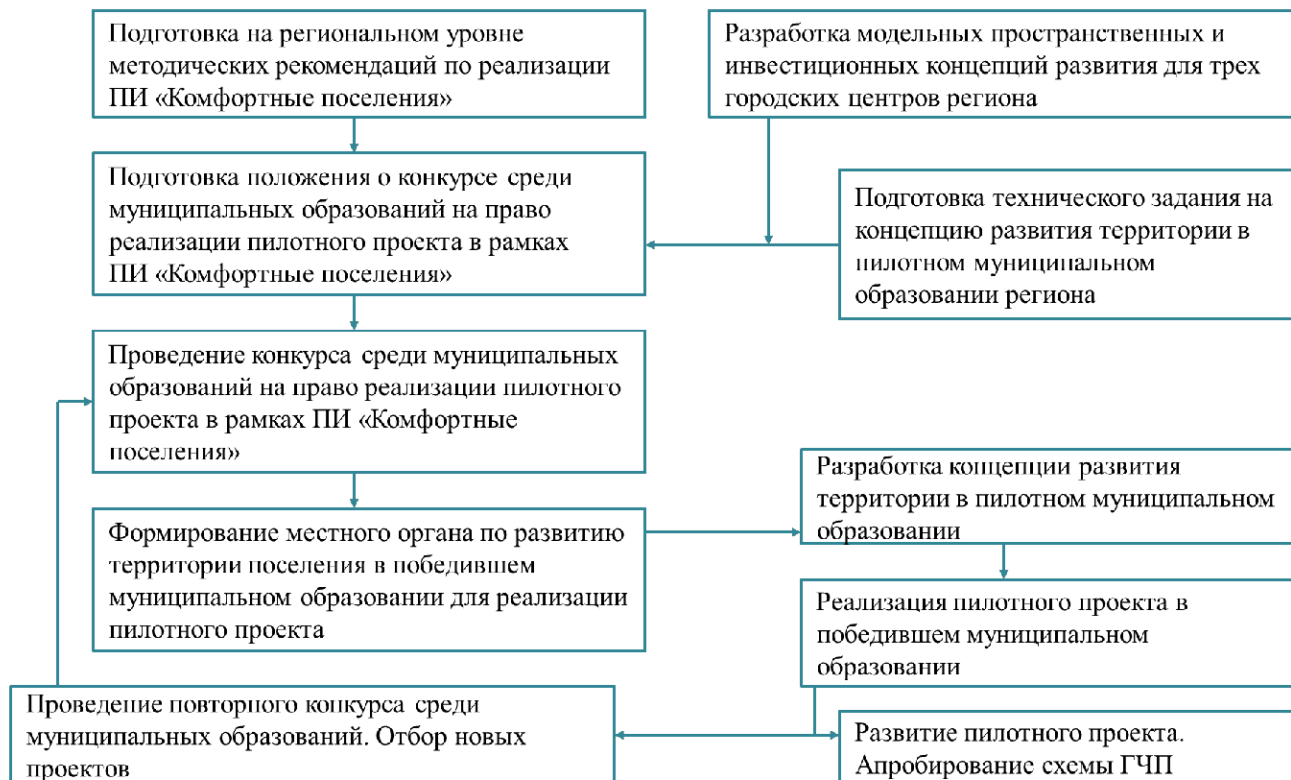 Подготовка на региональном уровне
методических рекомендаций по реализации
ПИ «Комфортные поселения»
Разработка модельных пространственных и
инвестиционных концепций развития для трех
городских центров региона
Подготовка положения о конкурсе среди
муниципальных образований на право
реализации пилотного проекта в рамках
ПИ «Комфортные поселения»
Подготовка технического задания на
концепцию развития территории в
пилотном муниципальном
образовании региона
Проведение конкурса среди муниципальных
образований на право реализации пилотного
проекта в рамках ПИ «Комфортные
поселения»
Разработка концепции развития
территории в пилотном муниципальном
образовании
Формирование местного органа по развитию
территории поселения в победившем
муниципальном образовании для реализации
пилотного проекта
Реализация пилотного проекта в
победившем муниципальном
образовании
Проведение повторного конкурса среди
муниципальных образований. Отбор новых
проектов
Развитие пилотного проекта.
Апробирование схемы ГЧП